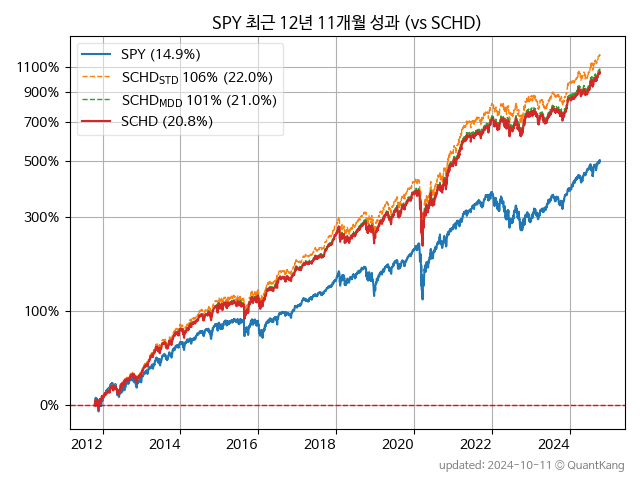 SPY 최근 12년 11개월 성과 (vs SCHD)
SPY (14.9%)
SCHD_STD 106% (22.0%)
SCHD_MDD 101% (21.0%)
SCHD (20.8%)
1100%
900%
700%
500%
300%
100%
0%
2012 2014 2016 2018 2020 2022 2024
updated: 2024-10-11 © QuantKang